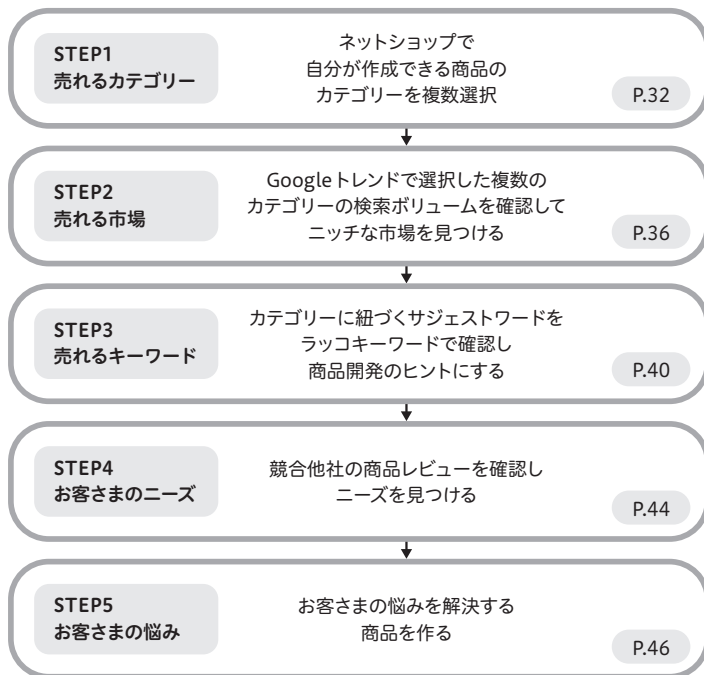 STEP1
売れるカテゴリー
ネットショップで
自分が作成できる商品の
カテゴリーを複数選択
P.32
STEP2
売れる市場
Googleトレンドで選択した複数の
カテゴリーの検索ボリュームを確認して
ニッチな市場を見つける
P.36
STEP3
売れるキーワード
カテゴリーに紐づくサジェストワードを
ラッコキーワードで確認し
商品開発のヒントにする
P.40
STEP4
お客さまのニーズ
競合他社の商品レビューを確認し
ニーズを見つける
P.44
STEP5
お客さまの悩み
お客さまの悩みを解決する
商品を作る
P.46